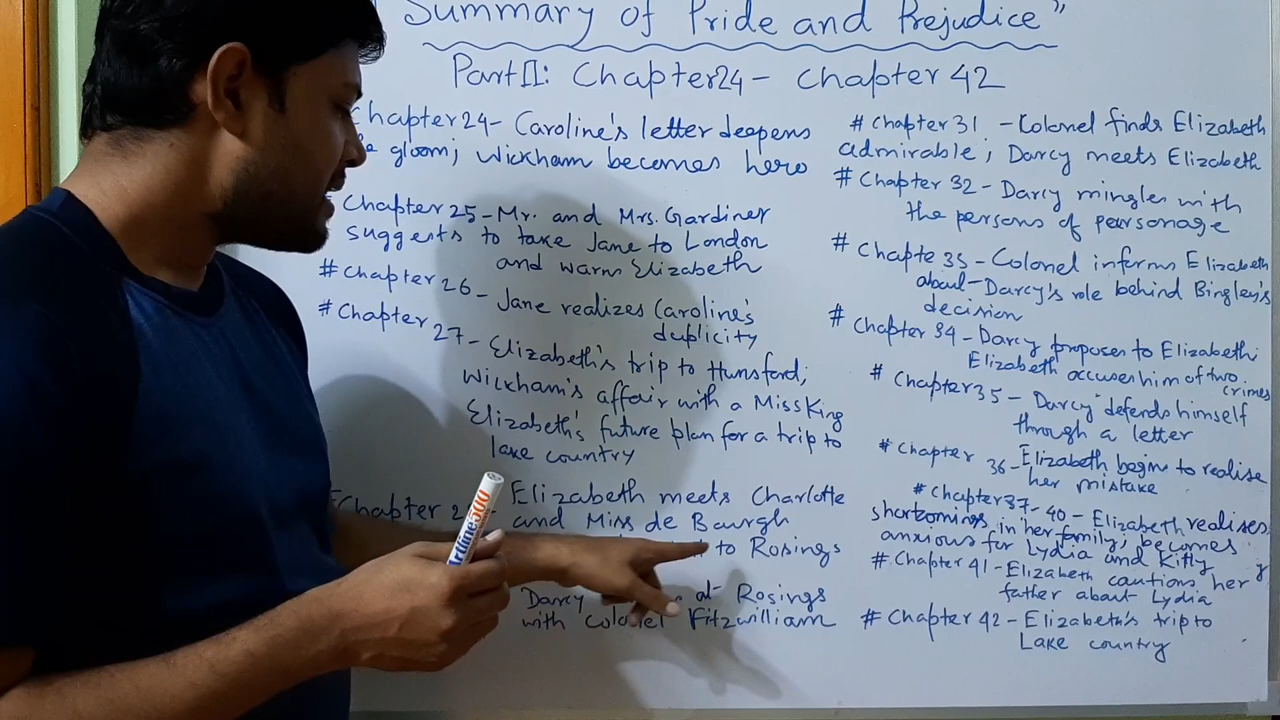 Summary of Pride and Prejudice"
Part II: Chapter 24 - Chapter 42
Chapter 24 - Caroline's letter deepens
gloom; Wickham becomes hero
Chapter 25 - Mr. and Mrs. Gardiner
suggests to take Jane to London
and warns Elizabeth
# Chapter 26 - Jane realizes Caroline's
duplicity
# Chapter 27 - Elizabeth's trip to Hunsford;
Wickham's affair with a Miss King
Elizabeth's future plan for a trip to
lake country
Chapter 2 - Elizabeth meets Charlotte
and Miss de Bourgh
to Rosings
Darcy at Rosings
with Colonel Fitzwilliam
# Chapter 31 - Colonel finds Elizabeth
admirable; Darcy meets Elizabeth
# Chapter 32 - Darcy mingles with
the persons of pearsonage
# Chapte 33 - Colonel informs Elizabeth
about - Darcy's role behind Bingley's
decision
# Chapter 34 - Darcy proposes to Elizabeth;
Elizabeth accuses him of two crimes
# Chapter 35 - Darcy defends himself
through a letter
# Chapter 36 - Elizabeth begins to realise
her mistake
# Chapter 37-40 - Elizabeth realises
shortcomings in her family; becomes
anxious for Lydia and Kitty
# Chapter 41 - Elizabeth cautions her
father about Lydia
# Chapter 42 - Elizabeth's trip to
Lake country
Artline 500